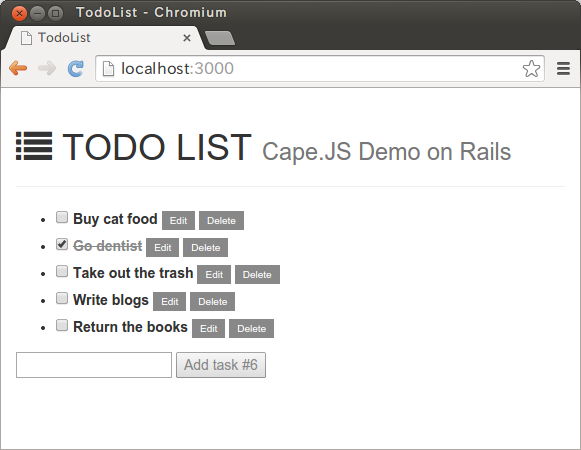 TodoList - Chromium
TodoList
localhost:3000
TODO LIST Cape.JS Demo on Rails
Buy cat food Edit Delete
Go dentist Edit Delete
Take out the trash Edit Delete
Write blogs Edit Delete
Return the books Edit Delete
Add task #6